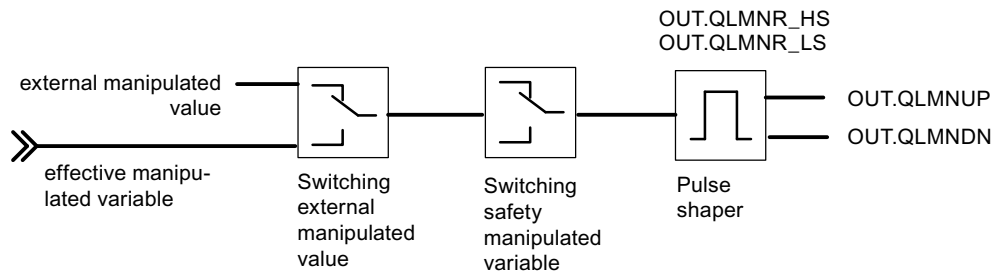 OUT.QLMNR_HS
OUT.QLMNR_LS
external manipulated
value
OUT.QLMNUP
OUT.QLMNDN
effective manipu-
lated variable
Switching
external
manipulated
value
Switching
safety
manipulated
variable
Pulse
shaper